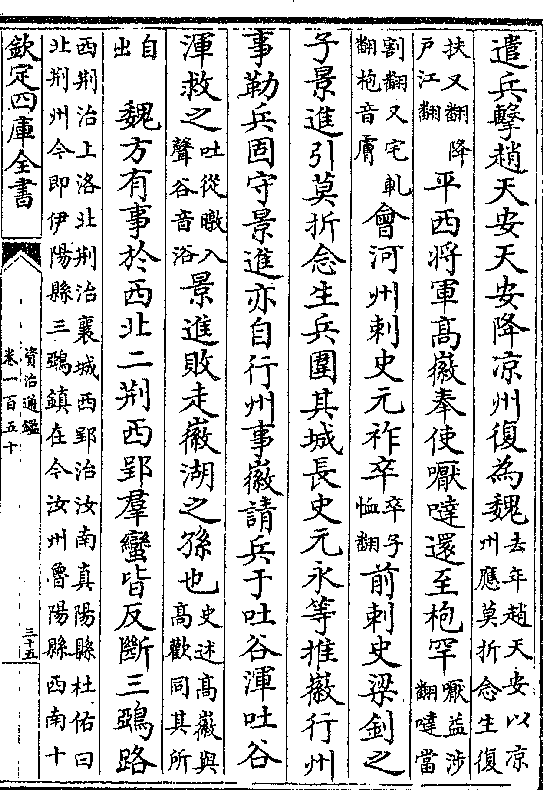 遣兵擊趙天安天安降凉州復為魏去年趙天安以凉州應莫折念生復
扶又翻降戶江翻平西將軍髙徽奉使嚈噠還至枹罕嚈益涉翻噠當
割翻又宅軋翻枹音膚會河州刺史元祚卒卒子恤翻前刺史梁釗之
子景進引莫折念生兵圍其城長史元永等推徽行州
事勒兵固守景進亦自行州事徽請兵于吐谷渾吐谷
渾救之吐從暾入聲谷音浴景進敗走徽湖之孫也史述髙徽與髙歡同其所
自出魏方有事於西北二荆西郢羣蠻皆反斷三鵶路
西荆治上洛北荆治襄城西郢治汝南真陽縣杜佑曰北荆州今即伊陽縣三鵶鎮在今汝州魯陽縣西南十
欽定四庫全書
資治通鑑
卷一百五十
三十五